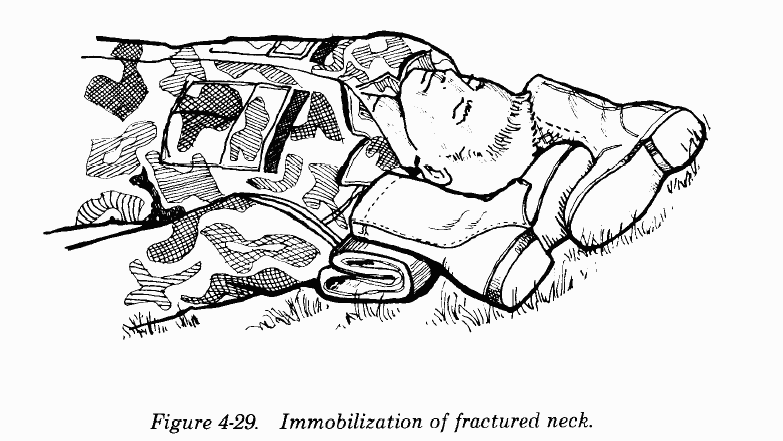 Figure 4-29. Immobilization of fractured neck.